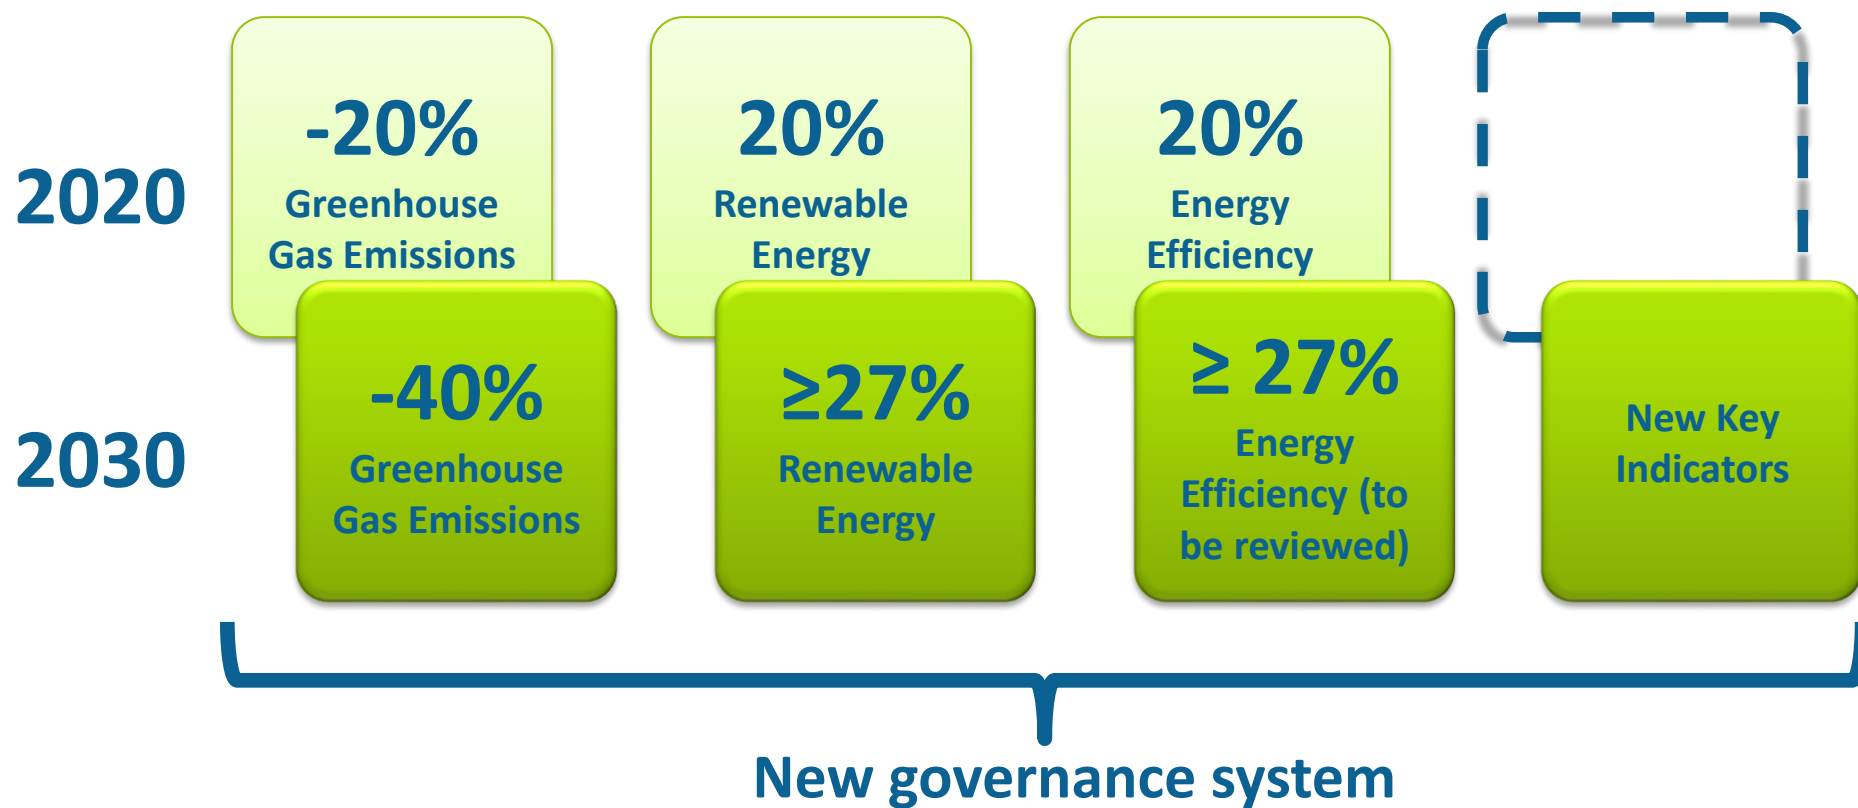 2020
-20%
Greenhouse
Gas Emissions
20%
Renewable
Energy
20%
Energy
Efficiency
2030
-40%
Greenhouse
Gas Emissions
≥27%
Renewable
Energy
≥ 27%
Energy
Efficiency (to
be reviewed)
New Key
Indicators
New governance system